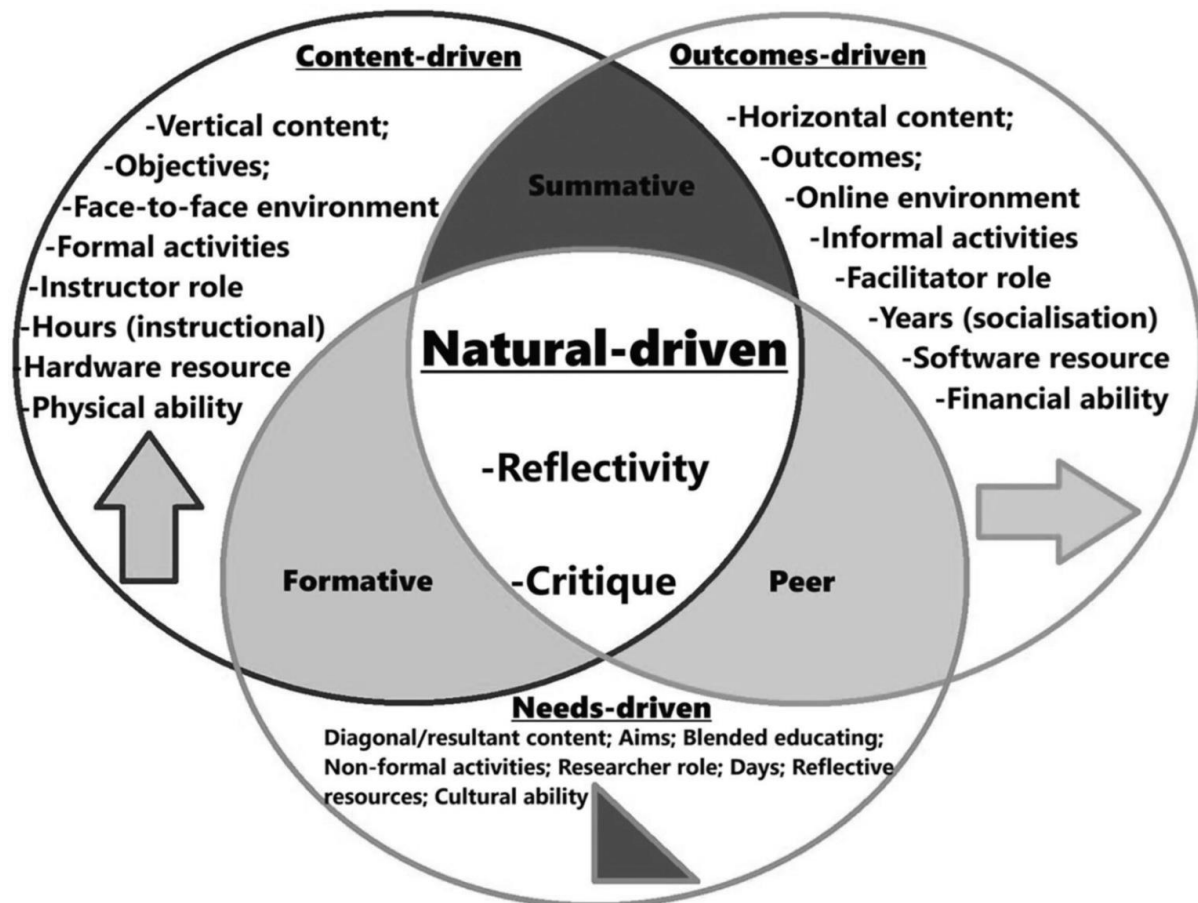 Content-driven
-Vertical content;
-Objectives;
-Face-to-face environment
-Formal activities
-Instructor role
-Hours (instructional)
-Hardware resource
-Physical ability
Outcomes-driven
-Horizontal content;
-Outcomes;
-Online environment
-Informal activities
-Facilitator role
-Years (socialisation)
-Software resource
-Financial ability
Summative
Natural-driven
-Reflectivity
-Critique
Formative
Peer
Needs-driven
Diagonal/resultant content; Aims; Blended educating;
Non-formal activities; Researcher role; Days; Reflective
resources; Cultural ability